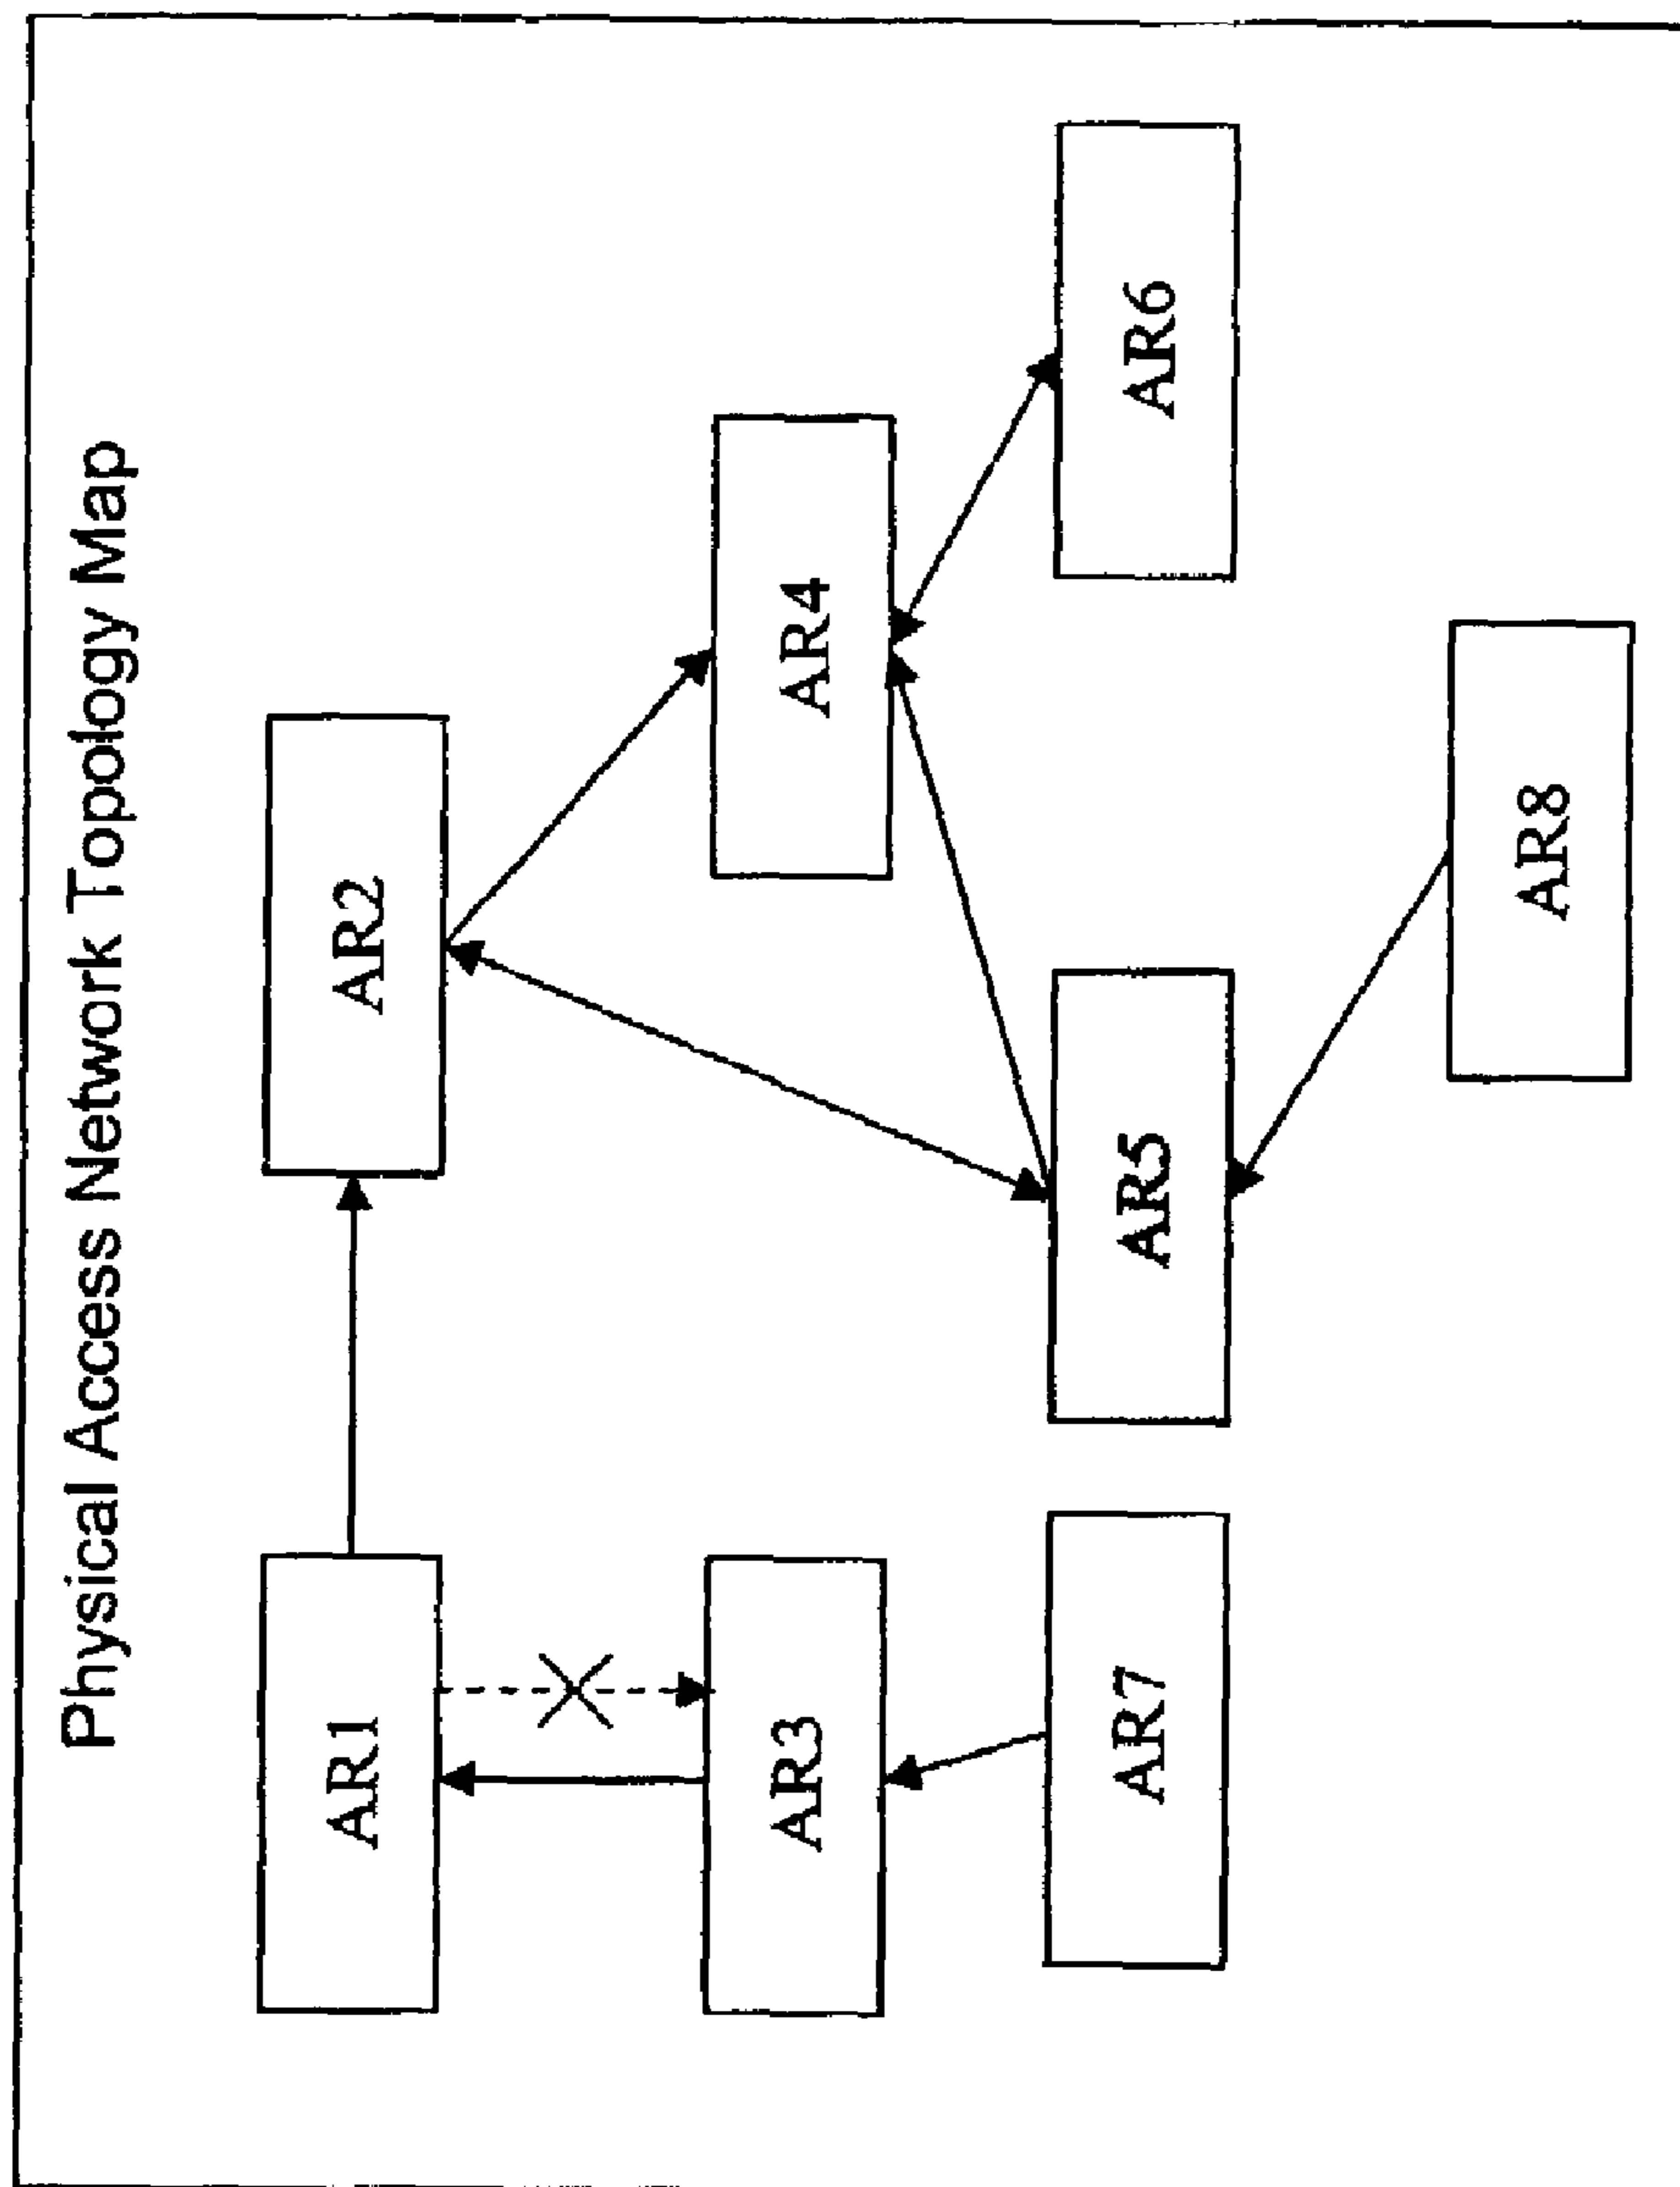 Physical Access Network Topology Map
AR1
AR2
AR3
AR4
AR7
AR5
AR6
AR8